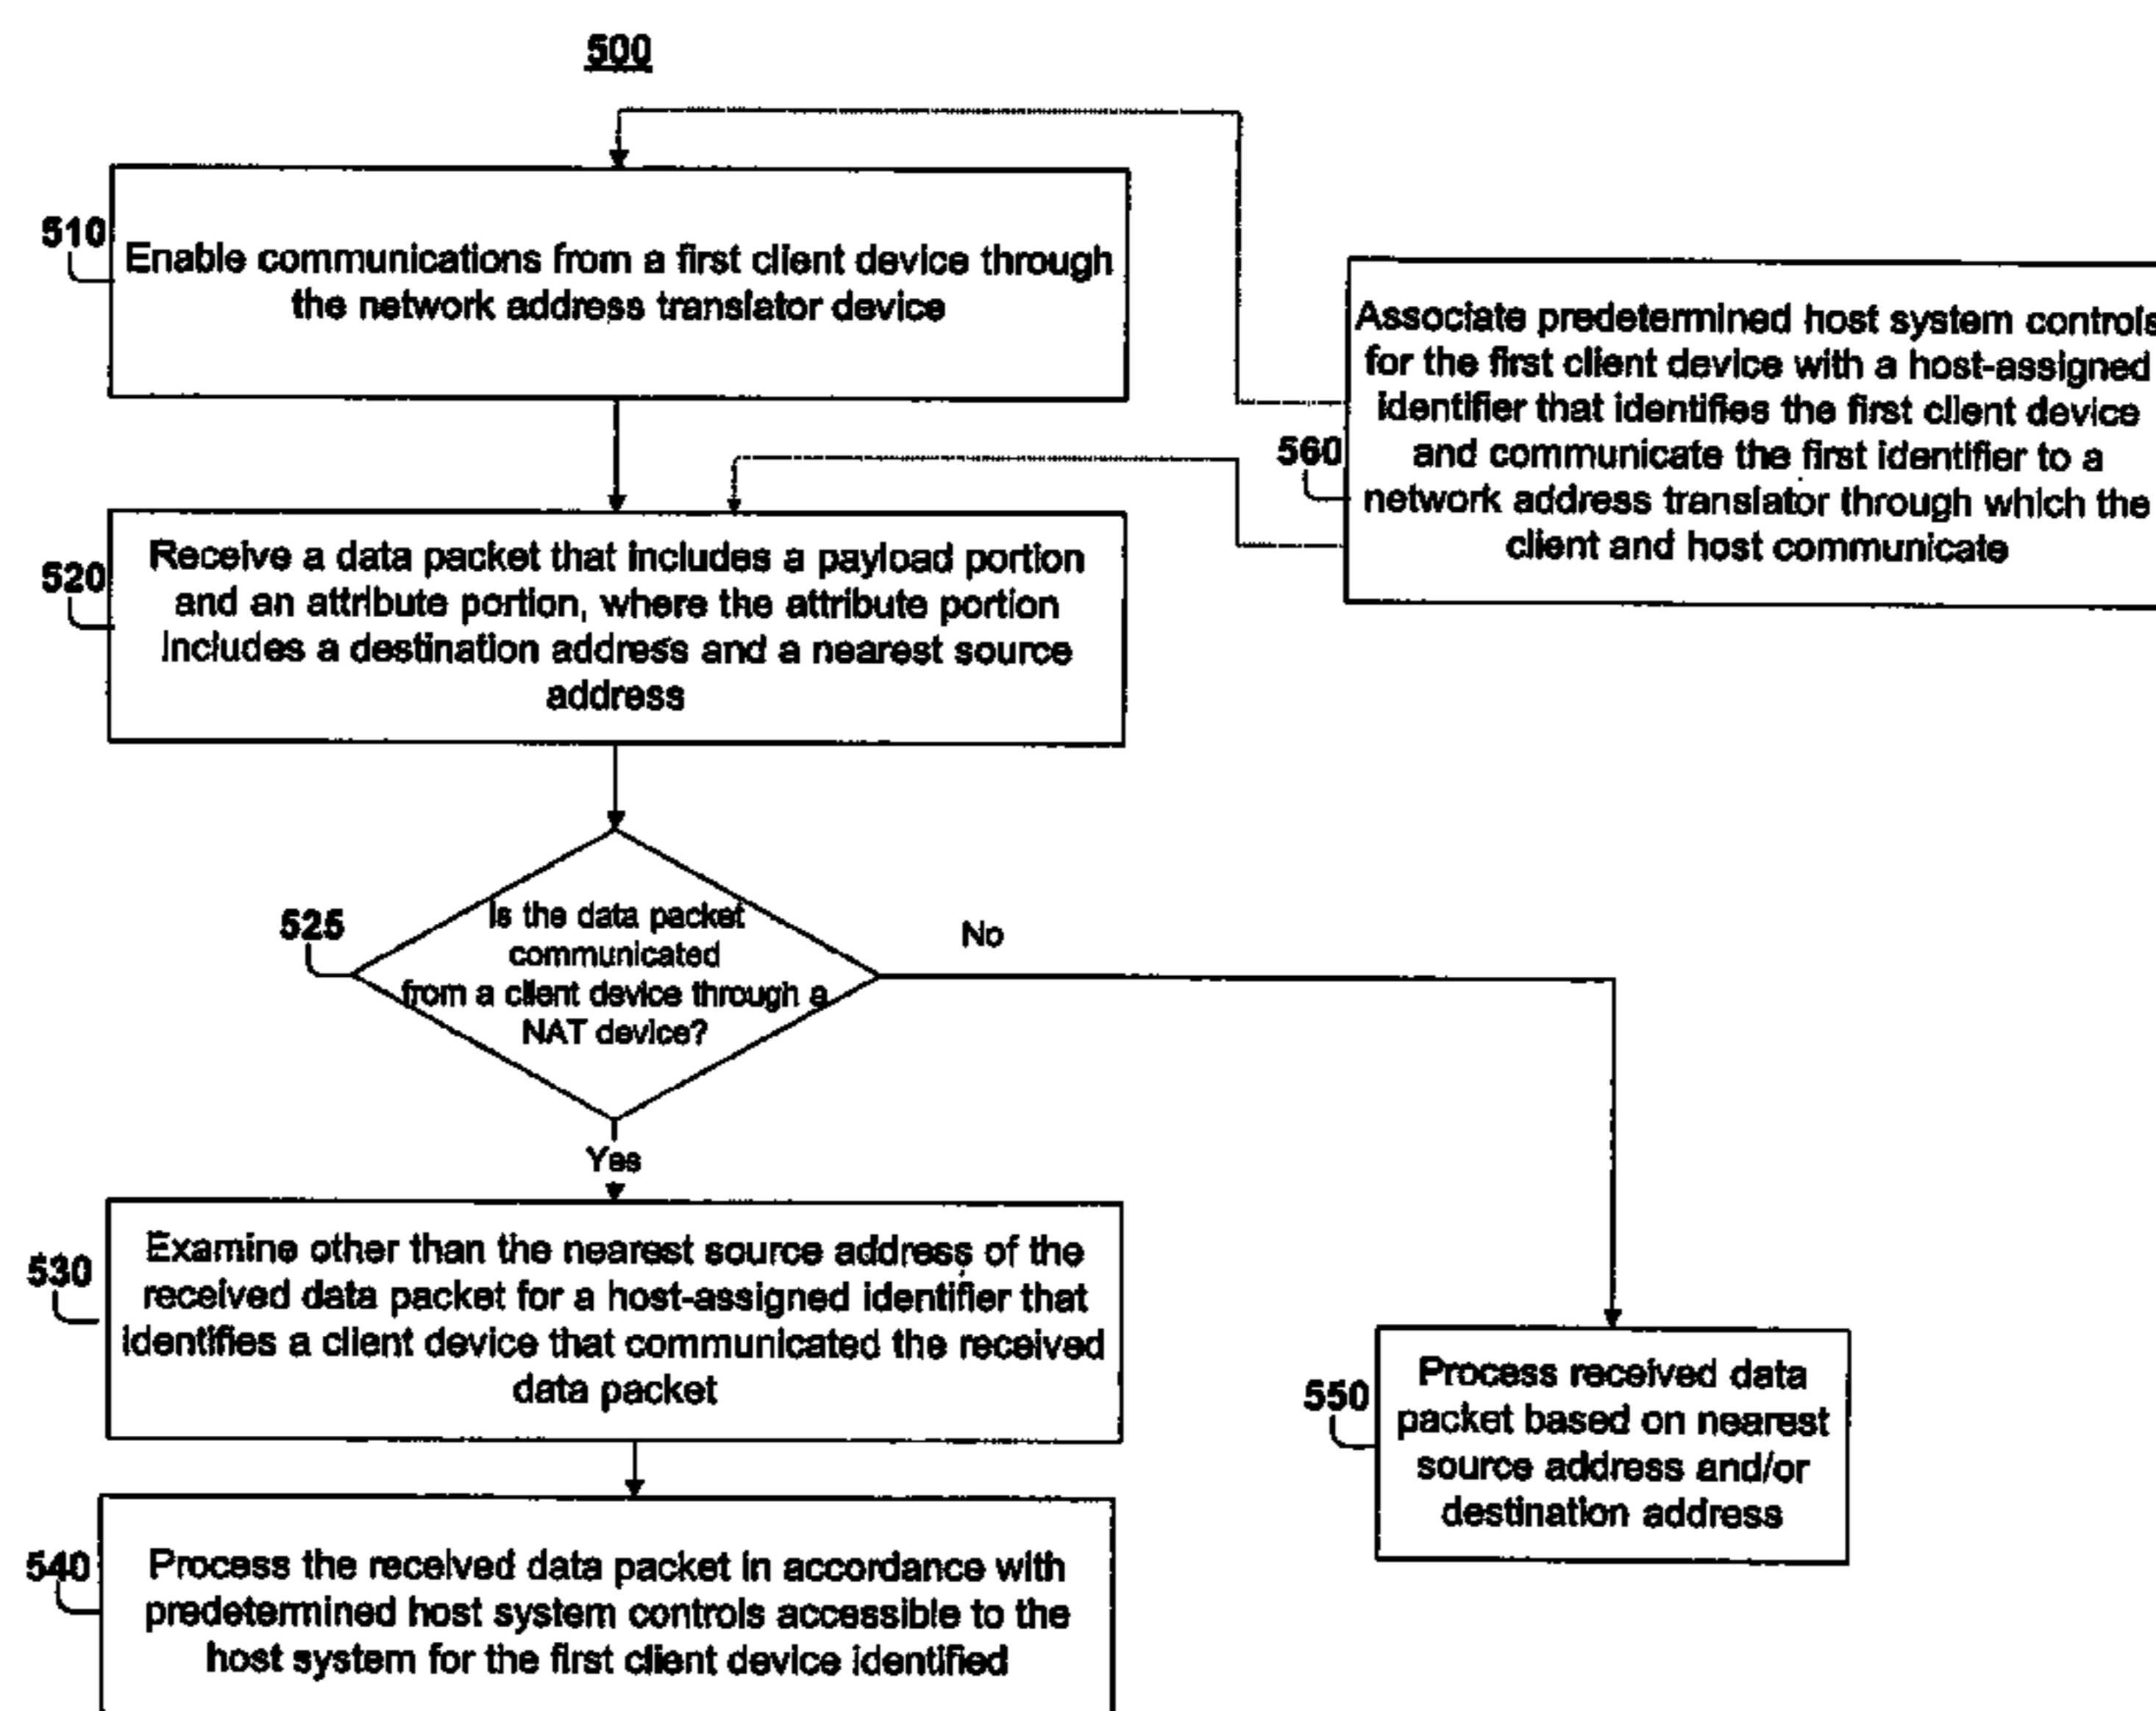 500
510
Enable communications from a first client device through
the network address translator device
Associate predetermined host system controls
for the first client device with a host-assigned
identifier that identifies the first client device
and communicate the first identifier to a
network address translator through which the
client and host communicate
560
520
Receive a data packet that includes a payload portion
and an attribute portion, where the attribute portion
includes a destination address and a nearest source
address
525
Is the data packet
communicated
from a client device through a
NAT device?
No
Yes
530
Examine other than the nearest source address of the
received data packet for a host-assigned identifier that
identifies a client device that communicated the received
data packet
550
Process received data
packet based on nearest
source address and/or
destination address
540
Process the received data packet in accordance with
predetermined host system controls accessible to the
host system for the first client device identified